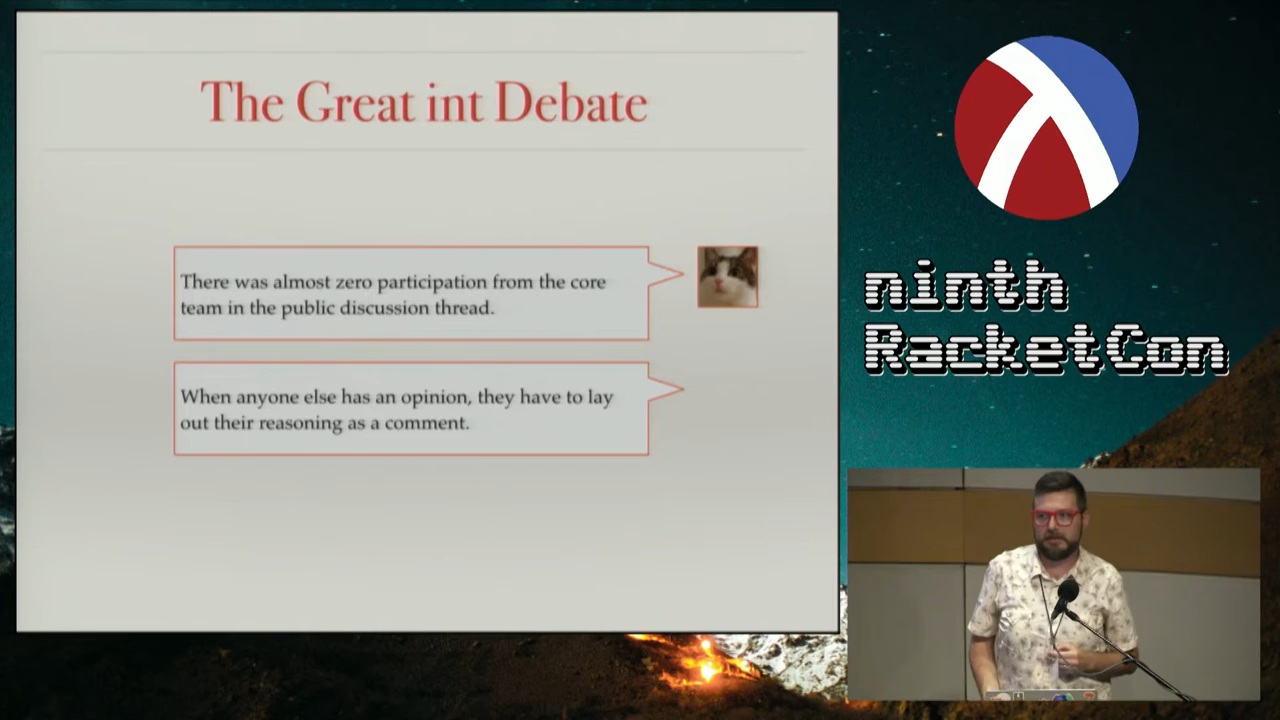 The Great int Debate
There was almost zero participation from the core
team in the public discussion thread.
When anyone else has an opinion, they have to lay
out their reasoning as a comment.
ninth
RacketCon